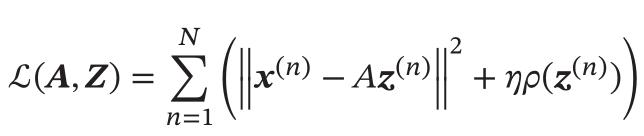 ℒ(𝑨, 𝒁) = ∑_{n=1}^{N} ( ‖𝒙^{(n)} − A𝒛^{(n)}‖^2 + ηρ(𝒛^{(n)}) )